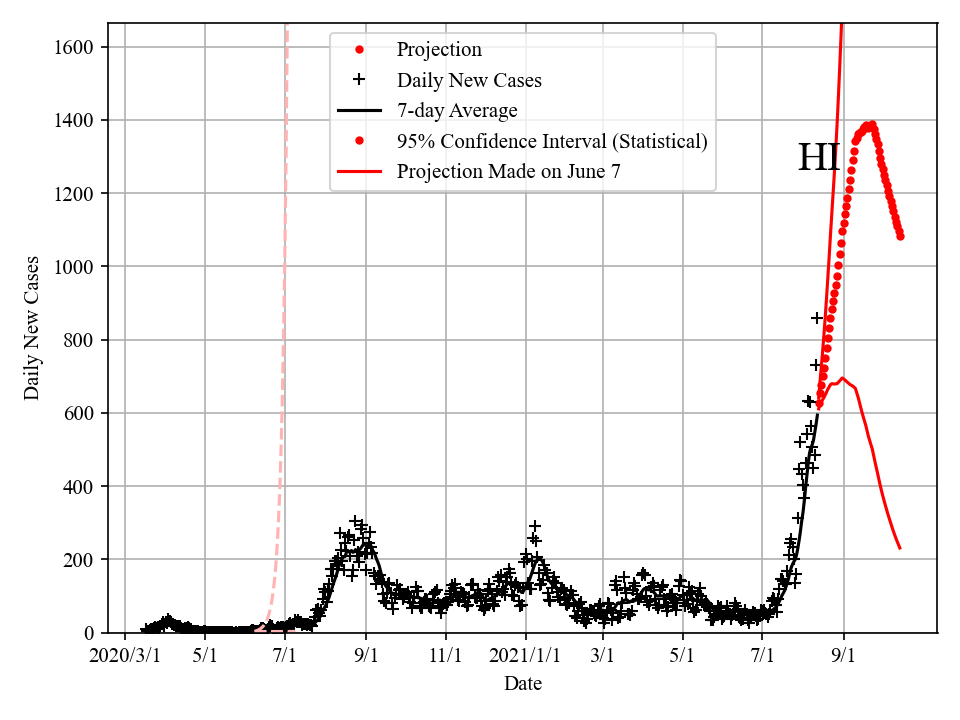 1600
1400
1200
1000
800
600
400
200
0
Daily New Cases
Projection
Daily New Cases
7-day Average
95% Confidence Interval (Statistical)
Projection Made on June 7
HI
2020/3/1 5/1 7/1 9/1 11/1 2021/1/1 3/1 5/1 7/1 9/1
Date